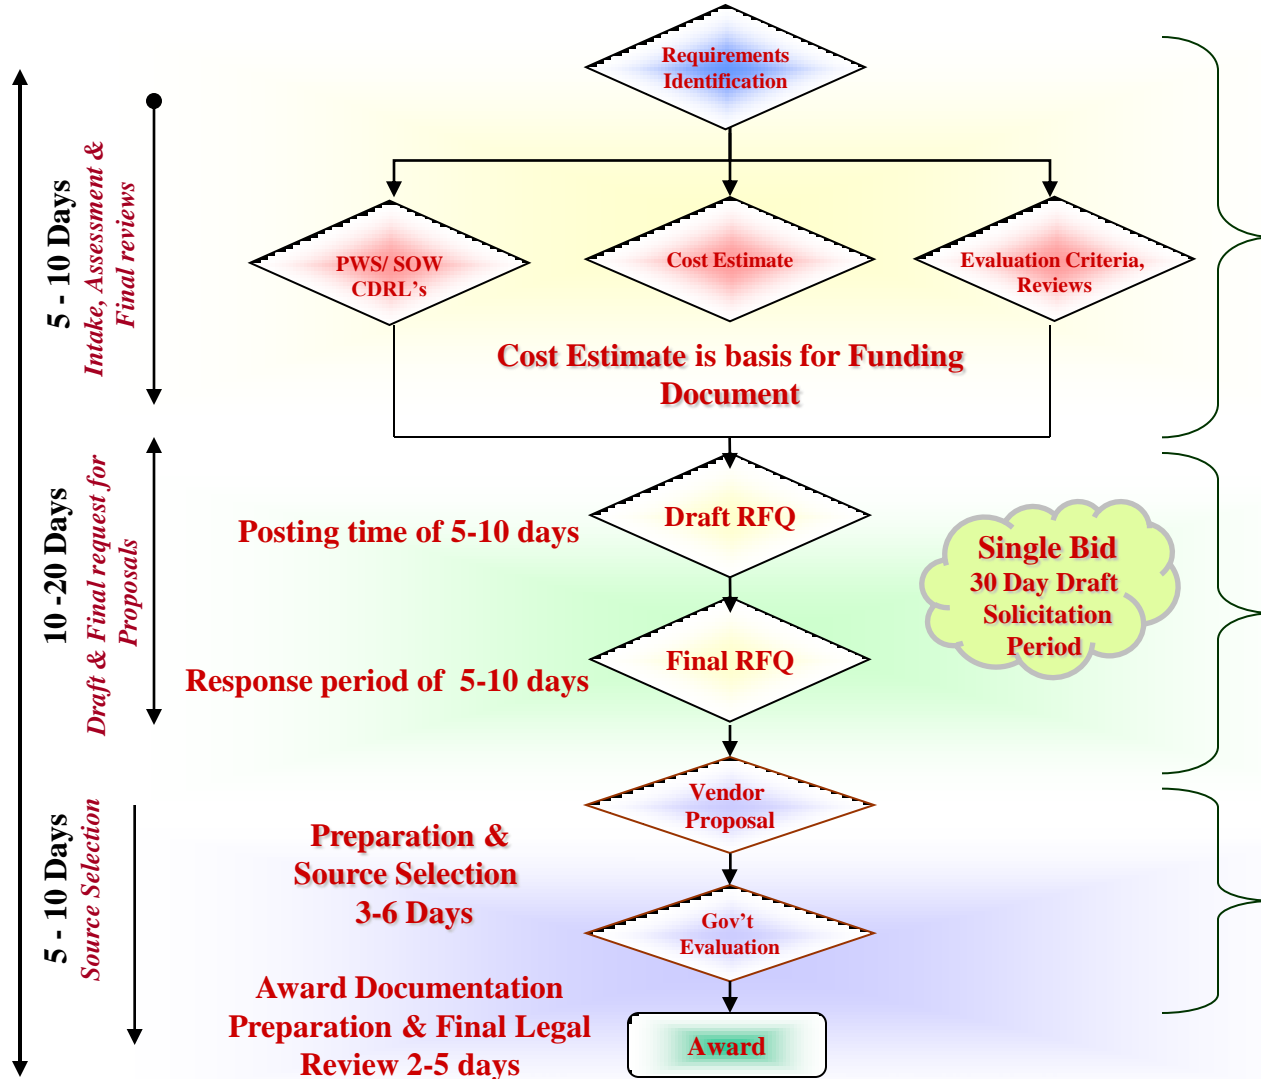 Requirements
Identification
5 - 10 Days
Intake, Assessment &
Final reviews
PWS/ SOW
CDRL's
Cost Estimate
Evaluation Criteria,
Reviews
Cost Estimate is basis for Funding
Document
10 -20 Days
Draft & Final request for
Proposals
Draft RFQ
Posting time of 5-10 days
Single Bid
30 Day Draft
Solicitation
Period
Final RFQ
Response period of  5-10 days
5 - 10 Days
Source Selection
Vendor
Proposal
Preparation &
Source Selection
3-6 Days
Gov't
Evaluation
Award Documentation
Preparation & Final Legal
Review 2-5 days
Award